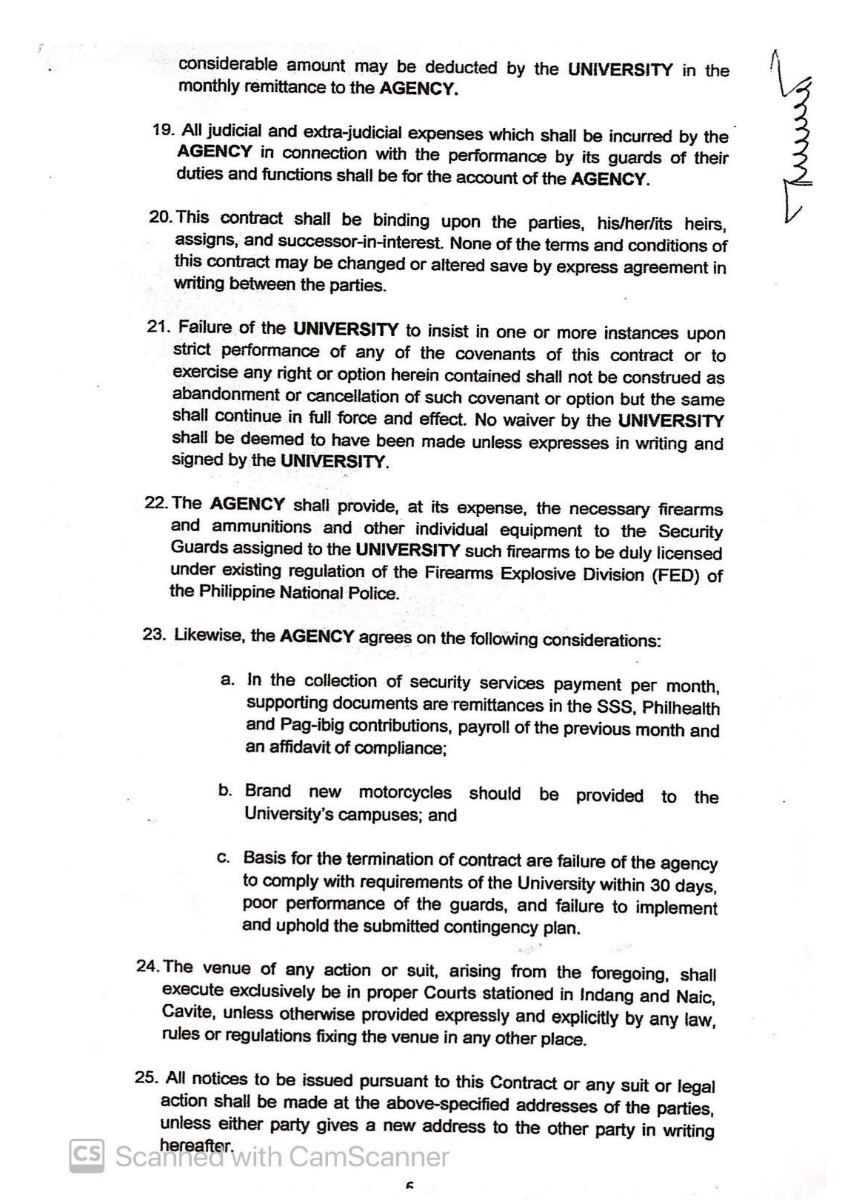 considerable amount may be deducted by the UNIVERSITY in the
monthly remittance to the AGENCY.
19. All judicial and extra-judicial expenses which shall be incurred by the
AGENCY in connection with the performance by its guards of their
duties and functions shall be for the account of the AGENCY.
20. This contract shall be binding upon the parties, his/her/its heirs,
assigns, and successor-in-interest. None of the terms and conditions of
this contract may be changed or altered save by express agreement in
writing between the parties.
21. Failure of the UNIVERSITY to insist in one or more instances upon
strict performance of any of the covenants of this contract or to
exercise any right or option herein contained shall not be construed as
abandonment or cancellation of such covenant or option but the same
shall continue in full force and effect. No waiver by the UNIVERSITY
shall be deemed to have been made unless expresses in writing and
signed by the UNIVERSITY.
22. The AGENCY shall provide, at its expense, the necessary firearms
and ammunitions and other individual equipment to the Security
Guards assigned to the UNIVERSITY such firearms to be duly licensed
under existing regulation of the Firearms Explosive Division (FED) of
the Philippine National Police.
23. Likewise, the AGENCY agrees on the following considerations:
a. In the collection of security services payment per month,
supporting documents are remittances in the SSS, Philhealth
and Pag-ibig contributions, payroll of the previous month and
an affidavit of compliance;
b. Brand new motorcycles should be provided to the
University's campuses; and
c. Basis for the termination of contract are failure of the agency
to comply with requirements of the University within 30 days,
poor performance of the guards, and failure to implement
and uphold the submitted contingency plan.
24. The venue of any action or suit, arising from the foregoing, shall
execute exclusively be in proper Courts stationed in Indang and Naic,
Cavite, unless otherwise provided expressly and explicitly by any law,
rules or regulations fixing the venue in any other place.
25. All notices to be issued pursuant to this Contract or any suit or legal
action shall be made at the above-specified addresses of the parties,
unless either party gives a new address to the other party in writing
hereafter.
CS Scanned with CamScanner